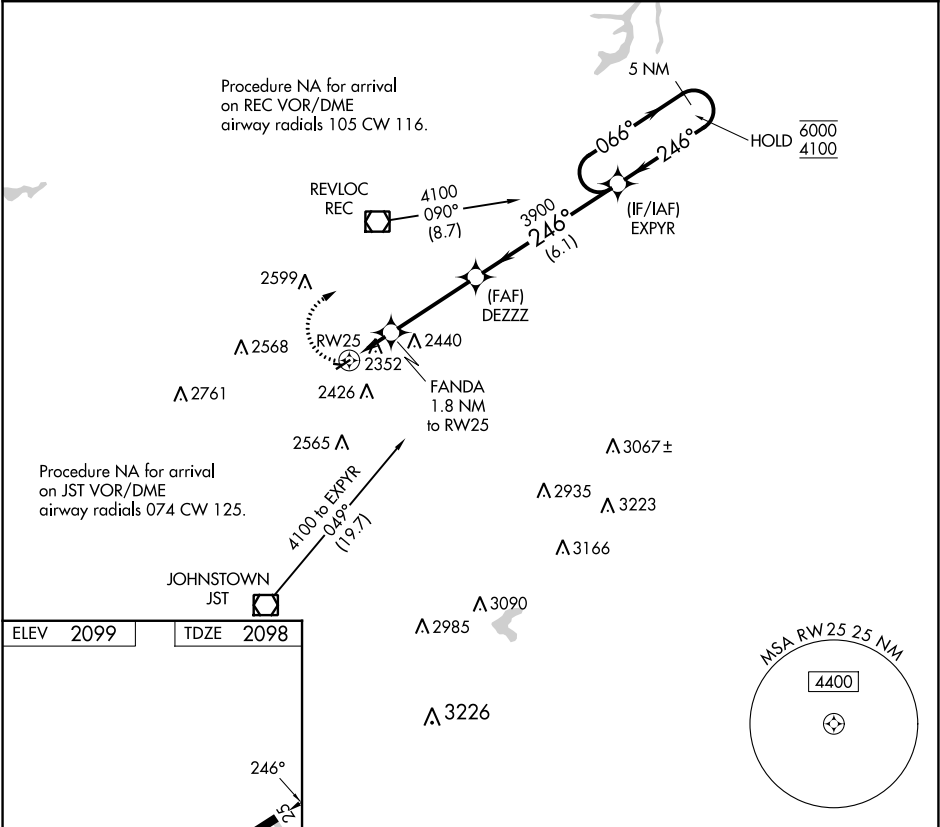 Procedure NA for arrival
on REC VOR/DME
airway radials 105 CW 116.
5 NM
066°
246°
HOLD
6000
4100
REVLOC
REC
4100
090°
(8.7)
3900
246°
(6.1)
(IF/IAF)
EXPYR
(FAF)
DEZZZ
2599
2568
RW25
2352
2440
2761
2426
FANDA
1.8 NM
to RW25
2565
3067±
Procedure NA for arrival
on JST VOR/DME
airway radials 074 CW 125.
4100 to EXPYR
049°
(19.7)
2935
3223
3166
JOHNSTOWN
JST
3090
2985
ELEV 2099
TDZE 2098
MSA RW25 25 NM
4400
3226
246°
25